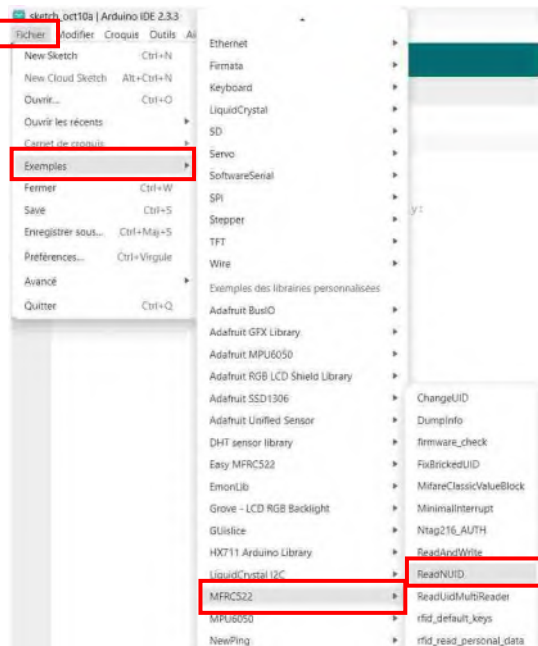 sketch_oct10a | Arduino IDE 2.3.3
Fichier Modifier Croquis Outils Ai
New Sketch Ctrl+N
New Cloud Sketch Alt+Ctrl+N
Ouvrir... Ctrl+O
Ouvrir les récents
Carnet de croquis
Exemples
Fermer Ctrl+W
Save Ctrl+S
Enregistrer sous... Ctrl+Maj+S
Préférences... Ctrl+Virgule
Avancé
Quitter Ctrl+Q
Ethernet
Firmata
Keyboard
LiquidCrystal
SD
Servo
SoftwareSerial
SPI
Stepper
TFT
Wire
Exemples des librairies personnalisées
Adafruit BusIO
Adafruit GFX Library
Adafruit MPU6050
Adafruit RGB LCD Shield Library
Adafruit SSD1306
Adafruit Unified Sensor
DHT sensor library
Easy MFRC522
EmonLib
Grove - LCD RGB Backlight
GUIslice
HX711 Arduino Library
LiquidCrystal I2C
MFRC522
MPU6050
NewPing
y:
ChangeUID
DumpInfo
firmware_check
FixBrickedUID
MifareClassicValueBlock
MinimalInterrupt
Ntag216_AUTH
ReadAndWrite
ReadNUID
ReadUidMultiReader
rfid_default_keys
rfid_read_personal_data